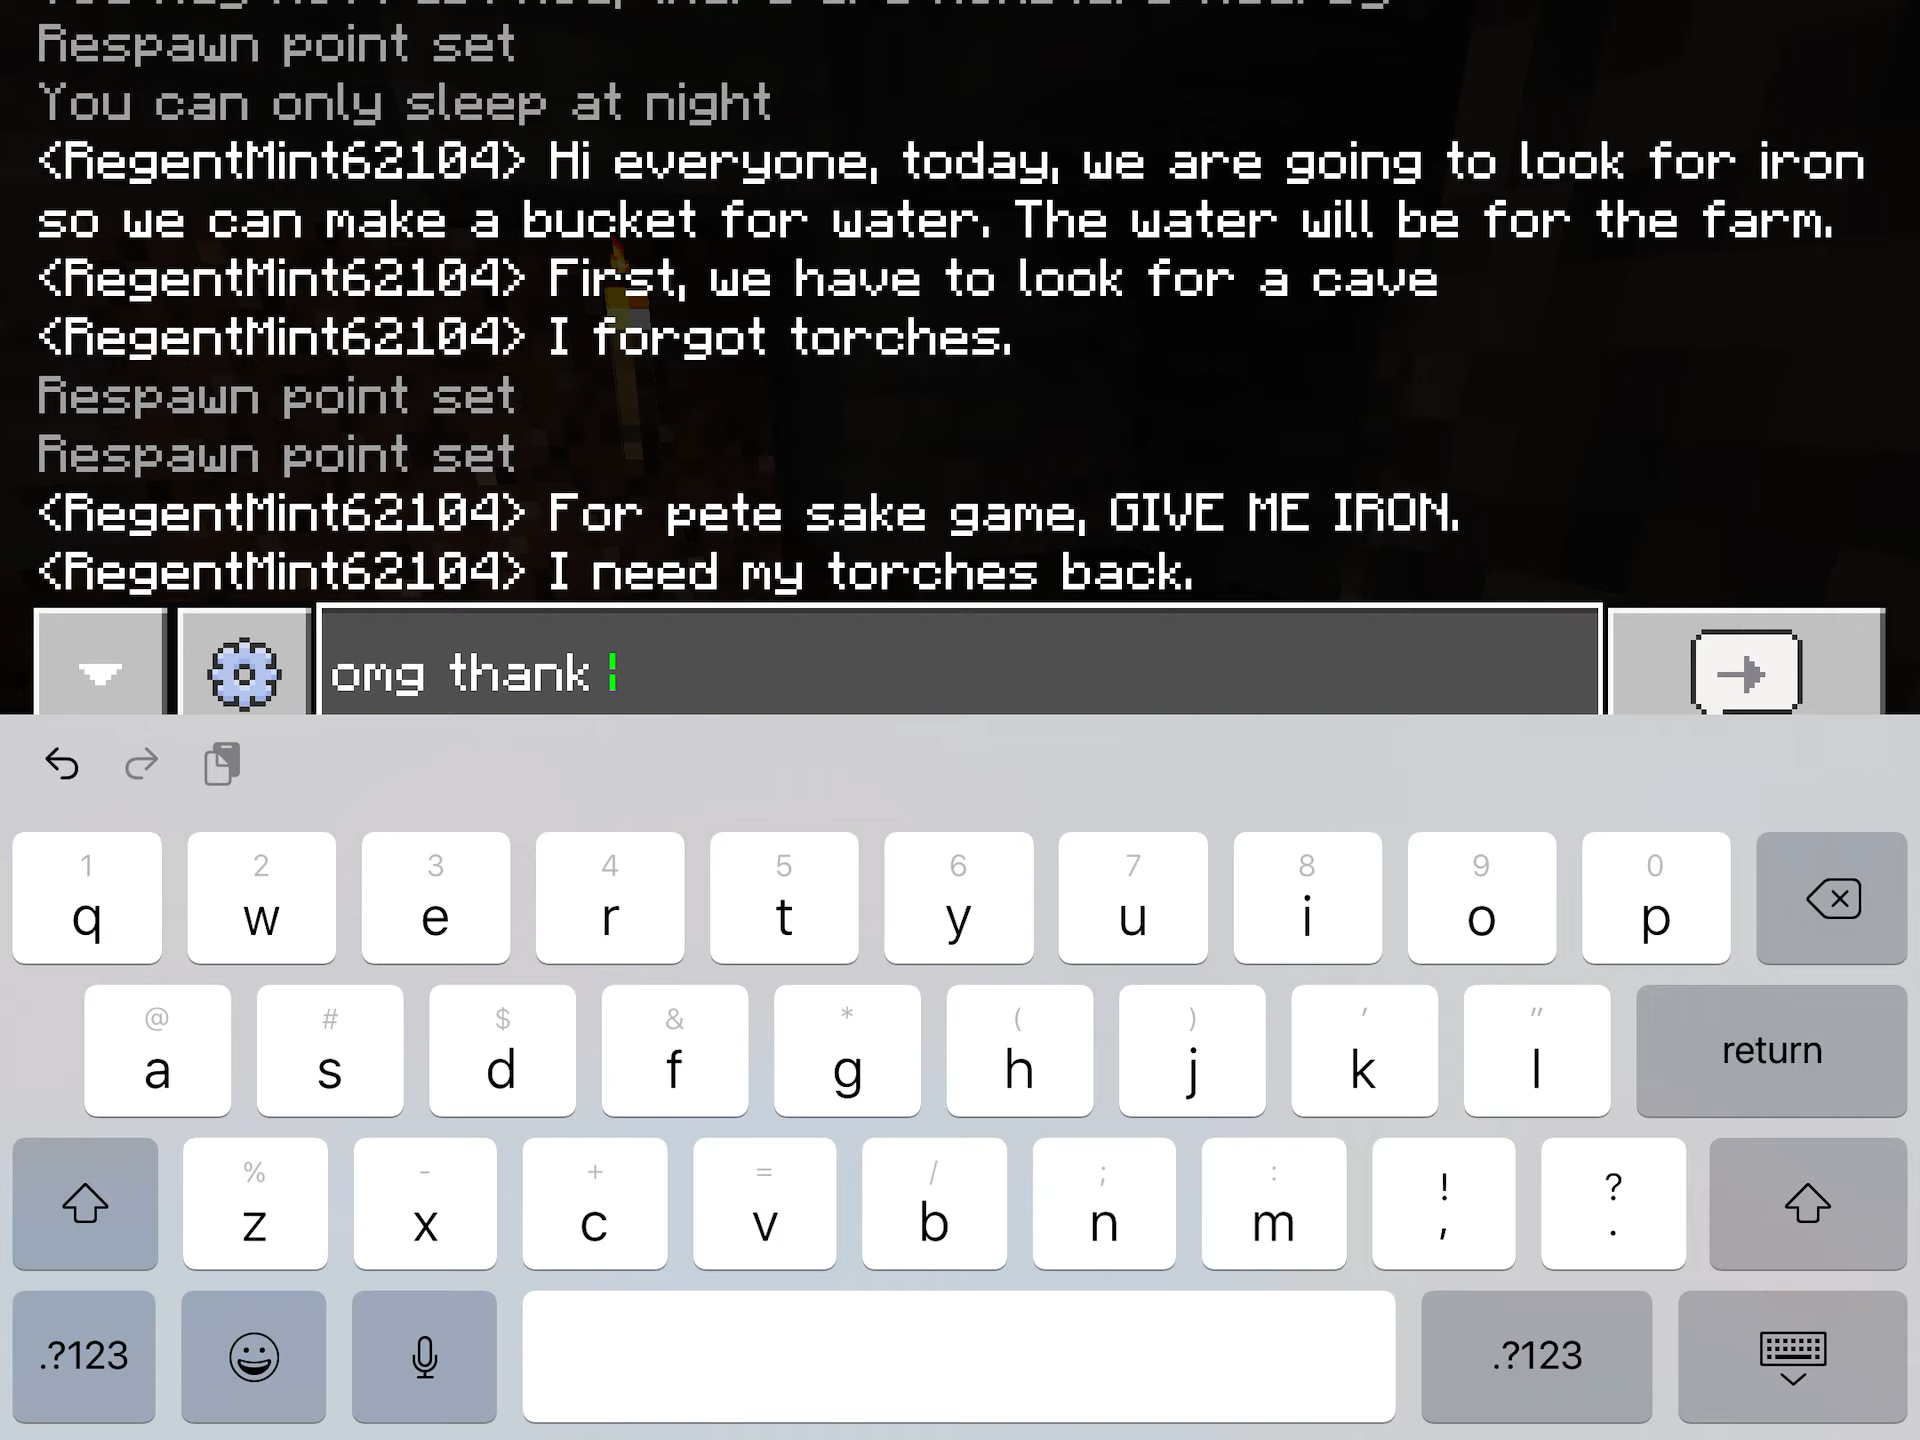 Respawn point set
You can only sleep at night
<RegentMint62104> Hi everyone, today, we are going to look for iron
so we can make a bucket for water. The water will be for the farm.
<RegentMint62104> First, we have to look for a cave
<RegentMint62104> I forgot torches.
Respawn point set
Respawn point set
<RegentMint62104> For pete sake game, GIVE ME IRON.
<RegentMint62104> I need my torches back.
omg thank
1 2 3 4 5 6 7 8 9 0
q w e r t y u i o p
@ # $ & * ( ) ' "
a s d f g h j k l return
% - + = / ; : ! ?
z x c v b n m , .
.?123 .?123